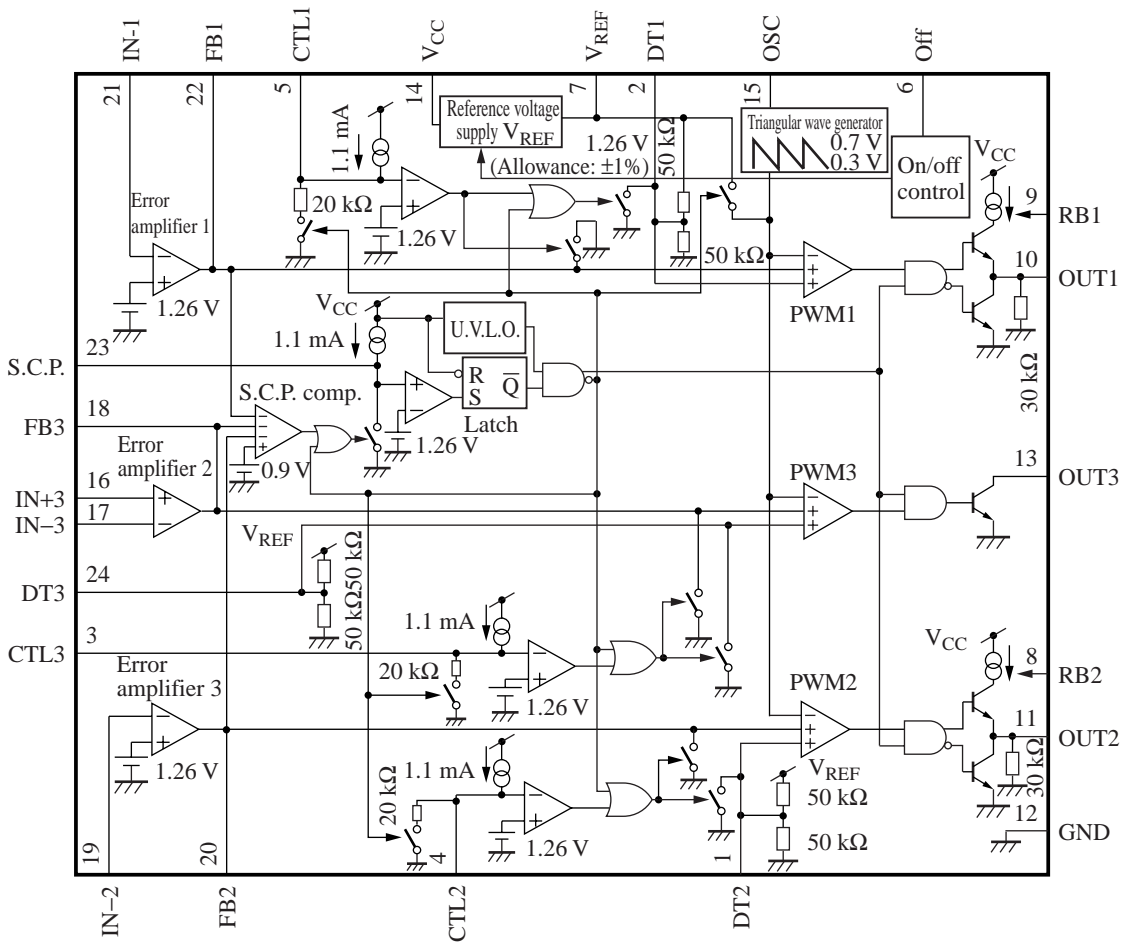 IN-1
FB1
CTL1
VCC
VREF
DT1
OSC
Off
21
22
5
14
7
2
15
6
1.1 mA
Reference voltage
supply VREF
1.26 V
(Allowance: ±1%)
50 kΩ
Triangular wave generator
0.7 V
0.3 V
On/off
control
VCC
9
RB1
20 kΩ
Error
amplifier 1
1.26 V
50 kΩ
10
OUT1
1.26 V
PWM1
VCC
U.V.L.O.
1.1 mA
30 kΩ
23
S.C.P.
R
S
Q
Latch
S.C.P. comp.
18
FB3
1.26 V
Error
amplifier 2
0.9 V
16
IN+3
17
IN−3
PWM3
13
OUT3
VREF
50 kΩ
50 kΩ
24
DT3
3
CTL3
1.1 mA
VCC
8
RB2
Error
amplifier 3
20 kΩ
1.26 V
PWM2
11
OUT2
1.26 V
1.1 mA
VREF
50 kΩ
30 kΩ
20 kΩ
1.26 V
50 kΩ
12
GND
19
20
4
1
IN−2
FB2
CTL2
DT2